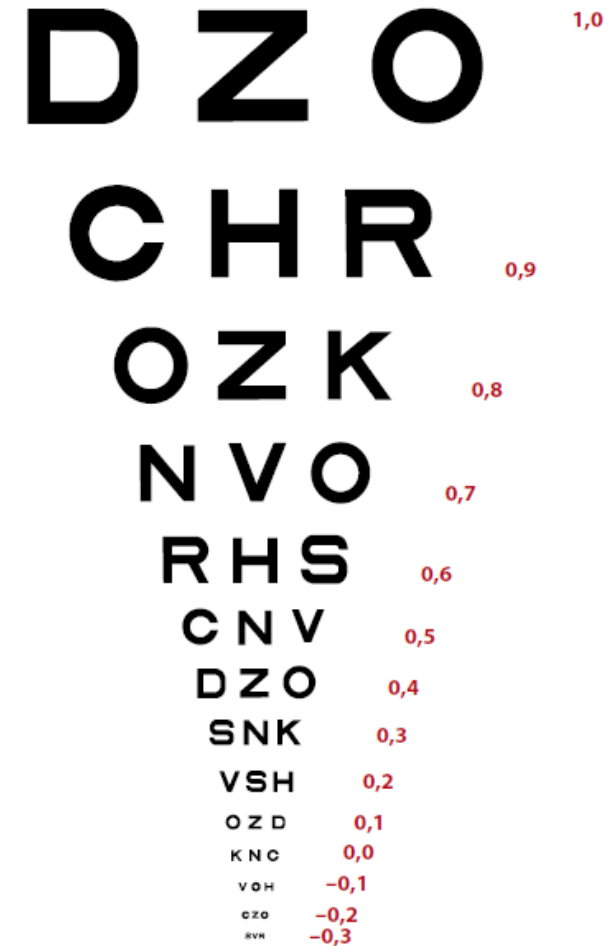 D Z O 1,0
C H R 0,9
O Z K 0,8
N V O 0,7
R H S 0,6
C N V 0,5
D Z O 0,4
S N K 0,3
V S H 0,2
O Z D 0,1
K N C 0,0
V O H –0,1
C Z O –0,2
–0,3